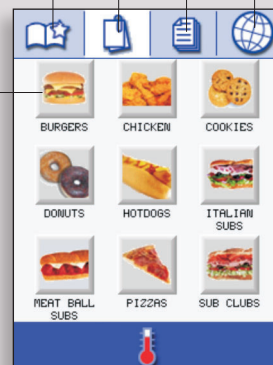 BURGERS
CHICKEN
COOKIES
DONUTS
HOTDOGS
ITALIAN
SUBS
MEAT BALL
SUBS
PIZZAS
SUB CLUBS